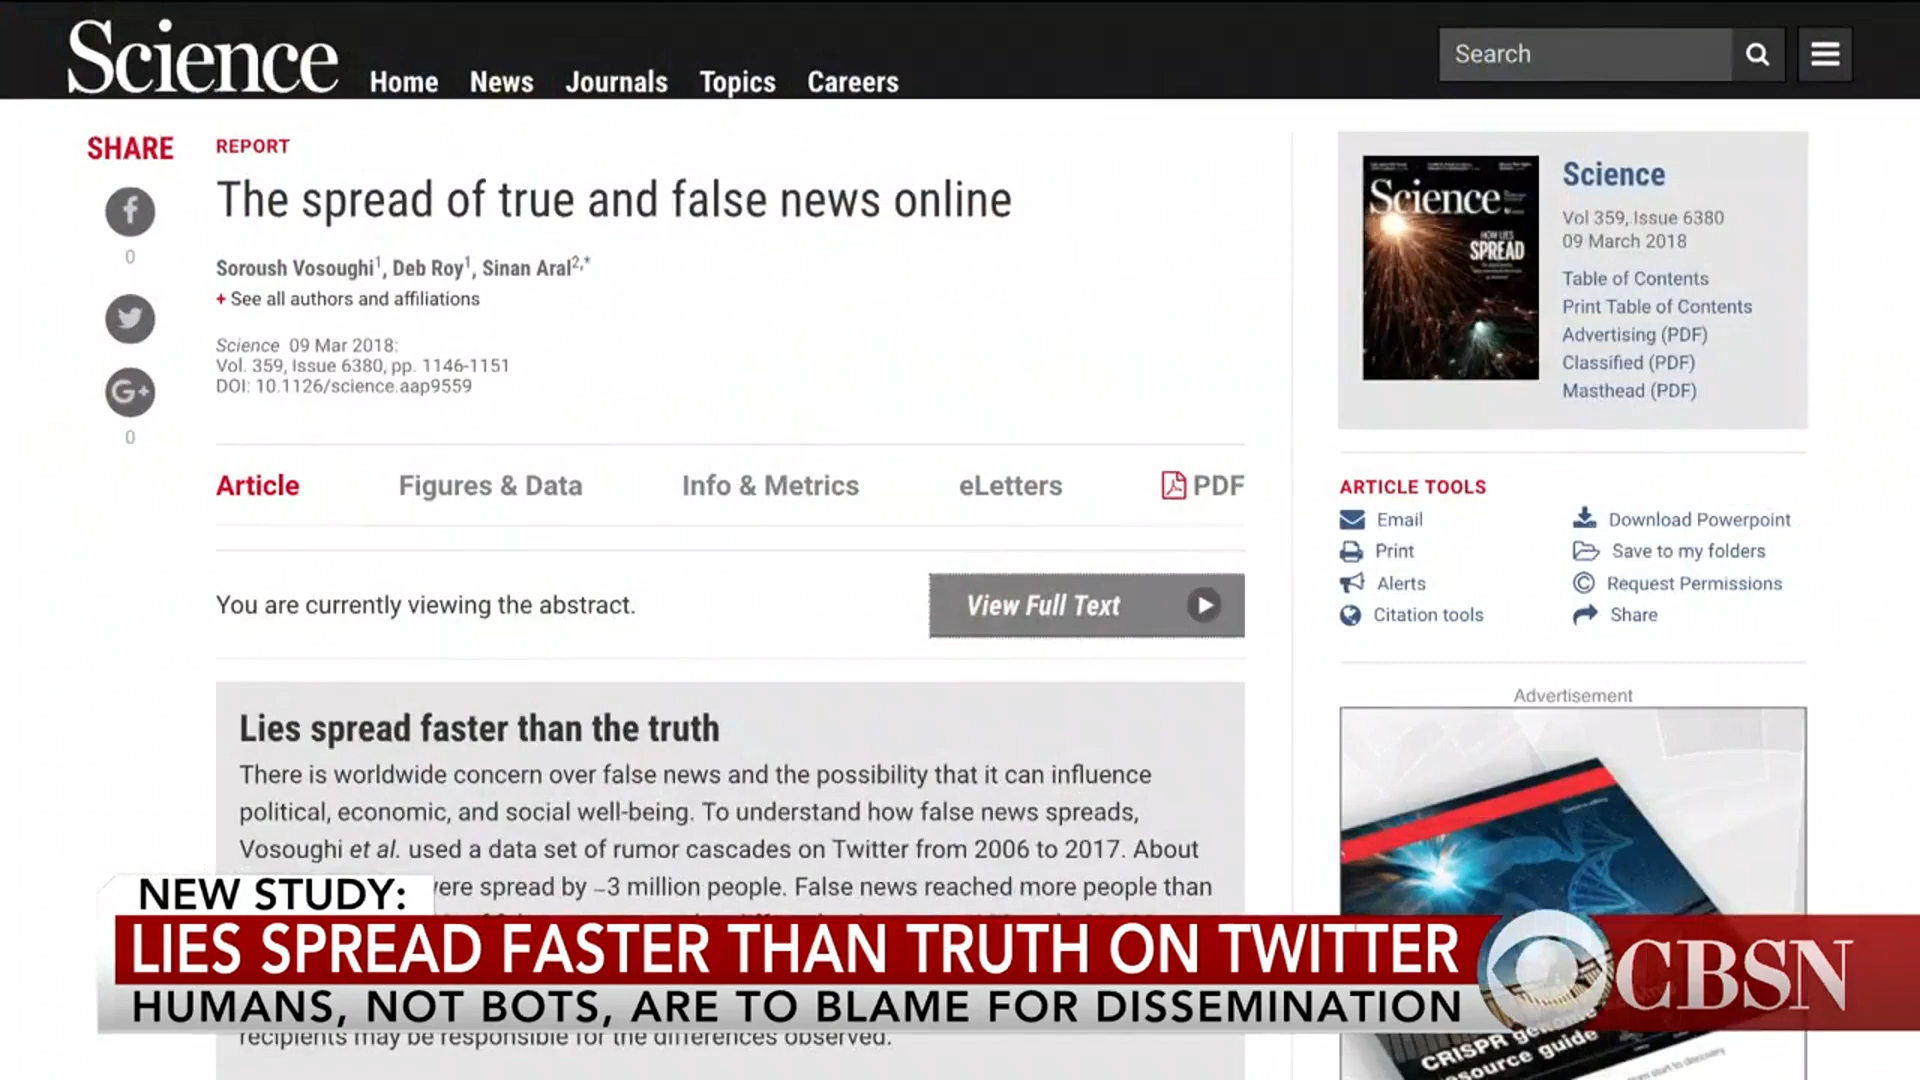 Science
Home News Journals Topics Careers
Search
SHARE
0
0
REPORT
The spread of true and false news online
Soroush Vosoughi1, Deb Roy1, Sinan Aral2,*
+ See all authors and affiliations
Science 09 Mar 2018:
Vol. 359, Issue 6380, pp. 1146-1151
DOI: 10.1126/science.aap9559
Article Figures & Data Info & Metrics eLetters PDF
You are currently viewing the abstract.
View Full Text
Lies spread faster than the truth
There is worldwide concern over false news and the possibility that it can influence
political, economic, and social well-being. To understand how false news spreads,
Vosoughi et al. used a data set of rumor cascades on Twitter from 2006 to 2017. About
were spread by ~3 million people. False news reached more people than
recipients may be responsible for the differences observed.
Science
HOW LIES
SPREAD
Science
Vol 359, Issue 6380
09 March 2018
Table of Contents
Print Table of Contents
Advertising (PDF)
Classified (PDF)
Masthead (PDF)
ARTICLE TOOLS
Email Download Powerpoint
Print Save to my folders
Alerts Request Permissions
Citation tools Share
Advertisement
CRISPR
guide
NEW STUDY:
LIES SPREAD FASTER THAN TRUTH ON TWITTER
HUMANS, NOT BOTS, ARE TO BLAME FOR DISSEMINATION
CBSN